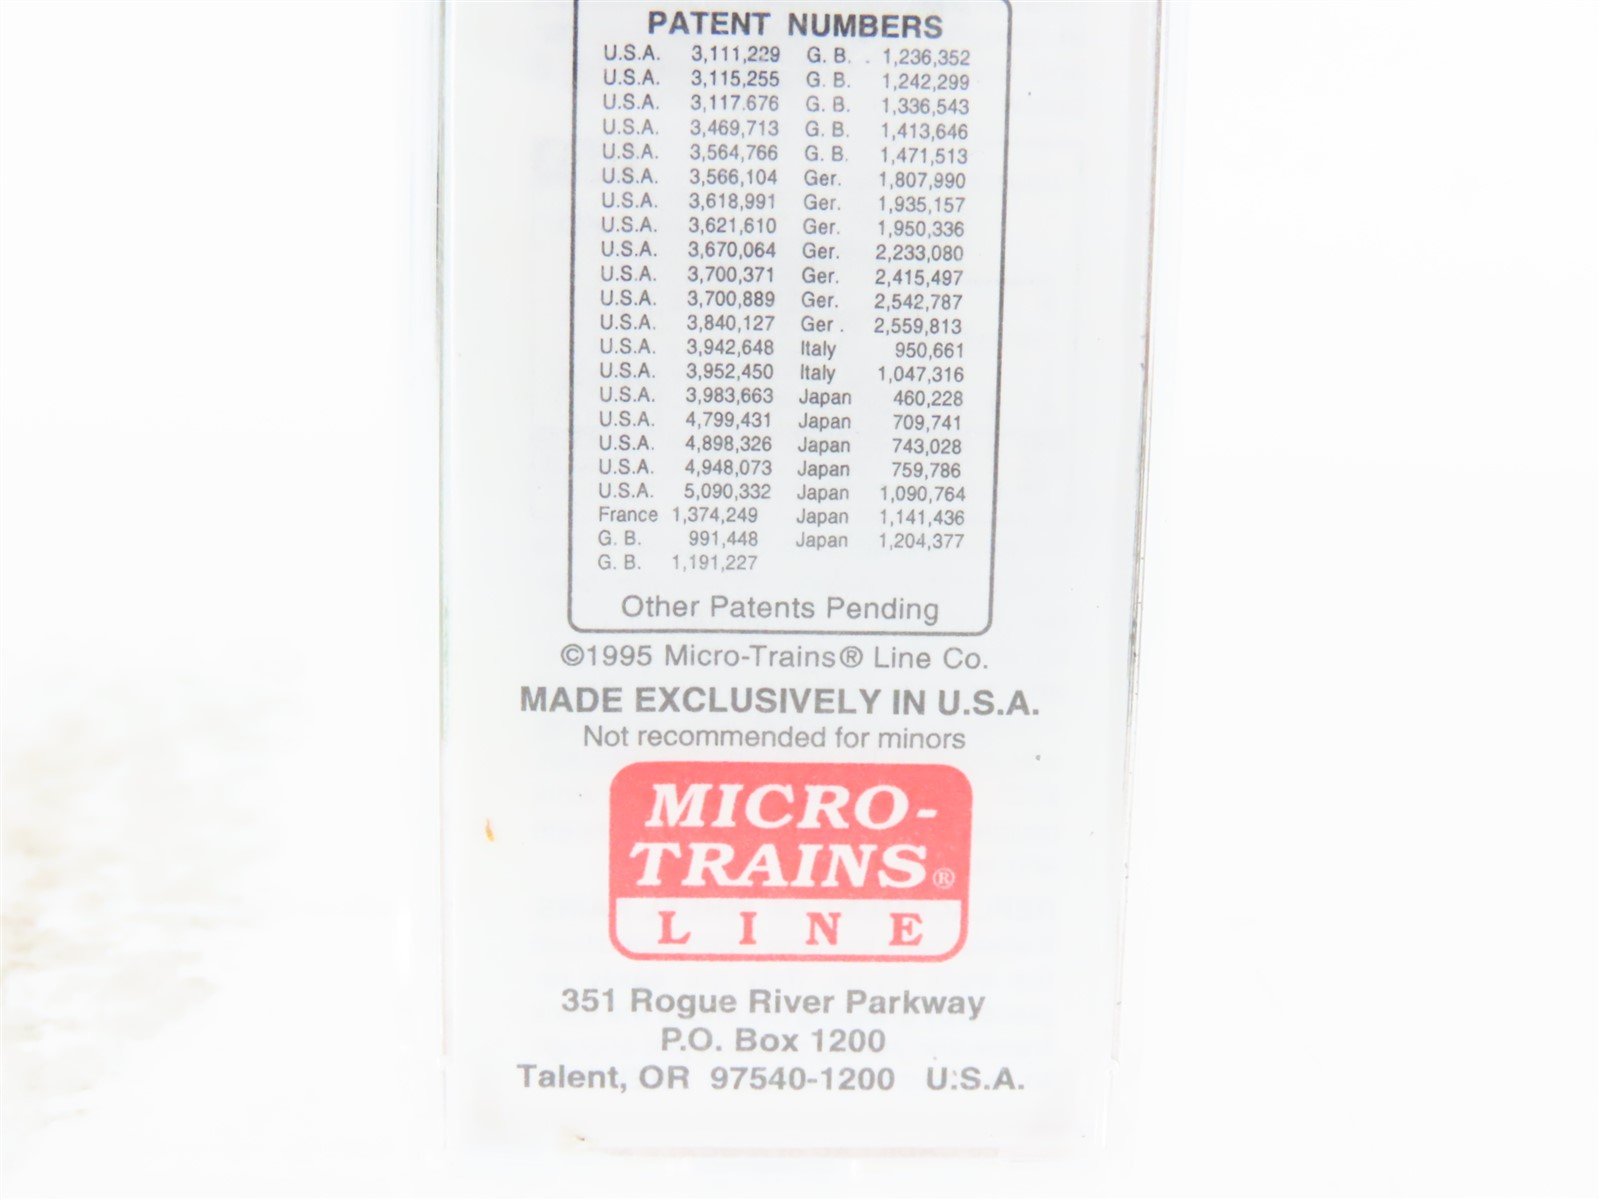 PATENT NUMBERS
U.S.A. 3,111,229 G. B. . 1,236,352
U.S.A. 3,115,255 G. B. 1,242,299
U.S.A. 3,117.676 G. B. 1,336,543
U.S.A. 3,469,713 G. B. 1,413,646
U.S.A. 3,564,766 G. B. 1,471,513
U.S.A. 3,566,104 Ger. 1,807,990
U.S.A. 3,618,991 Ger. 1,935,157
U.S.A. 3,621,610 Ger. 1,950,336
U.S.A. 3,670,064 Ger. 2,233,080
U.S.A. 3,700,371 Ger. 2,415,497
U.S.A. 3,700,889 Ger. 2,542,787
U.S.A. 3,840,127 Ger . 2,559,813
U.S.A. 3,942,648 Italy 950,661
U.S.A. 3,952,450 Italy 1,047,316
U.S.A. 3,983,663 Japan 460,228
U.S.A. 4,799,431 Japan 709,741
U.S.A. 4,898,326 Japan 743,028
U.S.A. 4,948,073 Japan 759,786
U.S.A. 5,090,332 Japan 1,090,764
France 1,374,249 Japan 1,141,436
G. B. 991,448 Japan 1,204,377
G. B. 1,191,227
Other Patents Pending
©1995 Micro-Trains® Line Co.
MADE EXCLUSIVELY IN U.S.A.
Not recommended for minors
MICRO-
TRAINS®
LINE
351 Rogue River Parkway
P.O. Box 1200
Talent, OR 97540-1200 U.S.A.